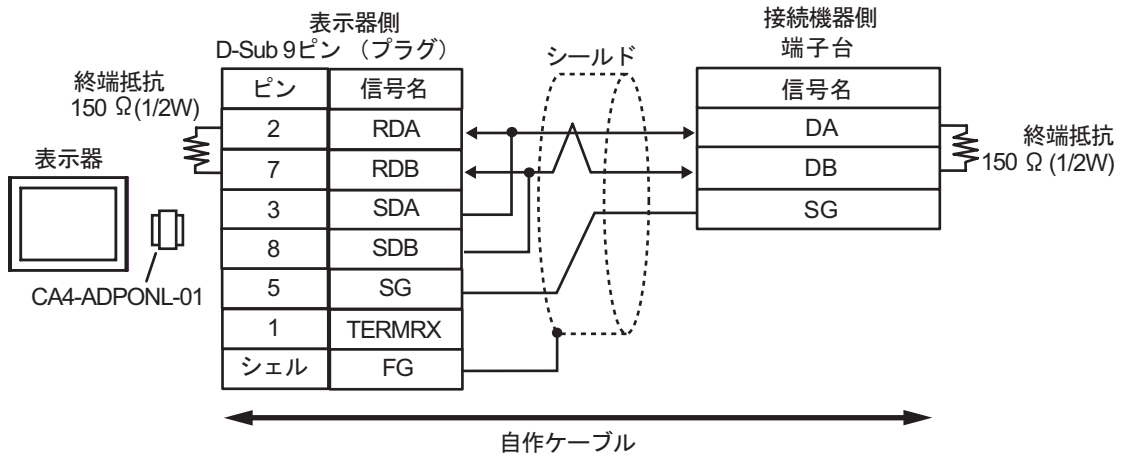 表示器側
D-Sub 9ピン （プラグ）
接続機器側
端子台
シールド
終端抵抗
150 Ω(1/2W)
ピン 信号名
信号名
2 RDA
DA
7 RDB
DB
3 SDA
SG
8 SDB
5 SG
1 TERMRX
シェル FG
終端抵抗
150 Ω (1/2W)
表示器
CA4-ADPONL-01
自作ケーブル